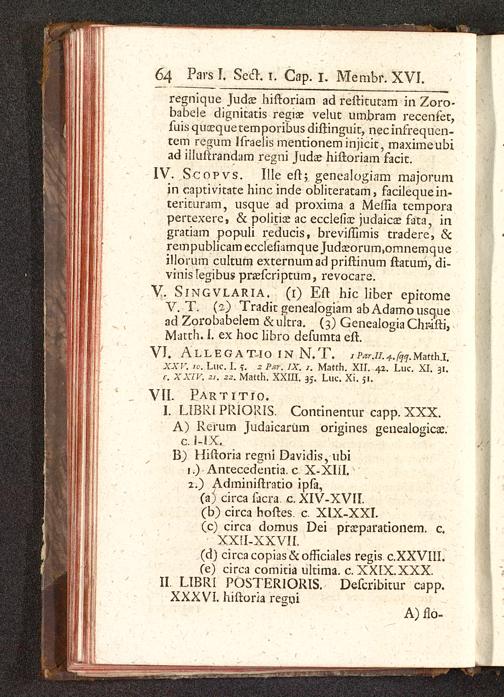 64 Pars I. Sect. 1. Cap. 1. Membr. XVI.
regnique Judæ hiſtoriam ad reſtitutam in Zoro-
babele dignitatis regiæ velut umbram recenſet,
ſuis quæque temporibus diſtinguit, nec infrequen-
tem regum Iſraelis mentionem injicit, maxime ubi
ad illuſtrandam regni Judæ hiſtoriam facit.
IV. SCOPVS. Ille eſt; genealogiam majorum
in captivitate hinc inde obliteratam, facileque in-
terituram, usque ad proxima a Meſſia tempora
pertexere, & politiæ ac eccleſiæ judaicæ fata, in
gratiam populi reducis, breviſſimis tradere, &
rempublicam eccleſiamque Judæorum, omnemque
illorum cultum externum ad priſtinum ſtatum, di-
vinis legibus præſcriptum, revocare.
V. SINGVLARIA. (1) Eſt hic liber epitome
V. T. (2) Tradit genealogiam ab Adamo usque
ad Zorobabelem & ultra. (3) Genealogia Chriſti,
Matth. I. ex hoc libro deſumta eſt.
VI. ALLEGATIO IN N. T. 1 Par. II. 4. ſqq. Matth. I.
XXIV. 10. Luc. I. 5. 2 Par. IX. 1. Matth. XII. 42. Luc. XI. 31.
c. XXIV. 21. 22. Matth. XXIII. 35. Luc. XI. 51.
VII. PARTITIO.
I. LIBRI PRIORIS. Continentur capp. XXX.
A) Rerum Judaicarum origines genealogicæ.
c. I-IX.
B) Hiſtoria regni Davidis, ubi
1.) Antecedentia. c. X-XIII.
2.) Adminiſtratio ipſa,
(a) circa ſacra. c. XIV-XVII.
(b) circa hoſtes. c. XIX-XXI.
(c) circa domus Dei præparationem. c.
XXII-XXVII.
(d) circa copias & officiales regis c. XXVIII.
(e) circa comitia ultima. c. XXIX. XXX.
II. LIBRI POSTERIORIS. Deſcribitur capp.
XXXVI. hiſtoria regni
A) flo-